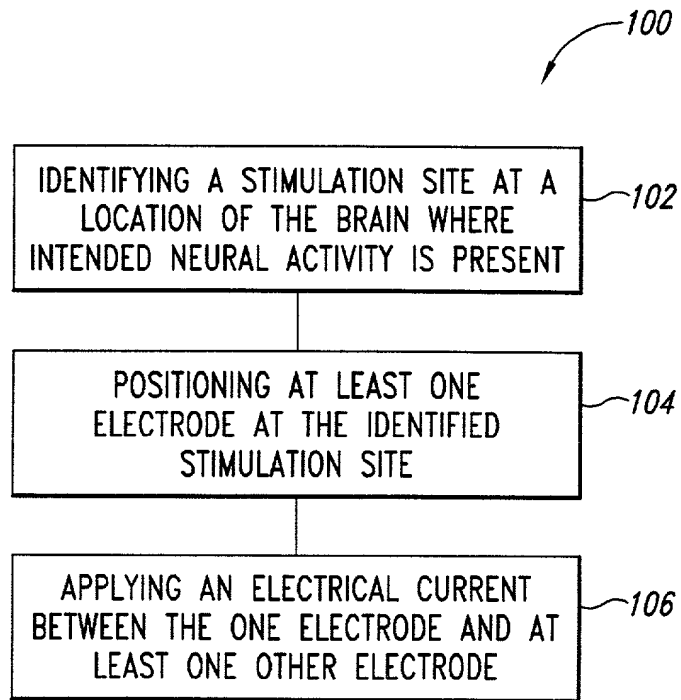 100
IDENTIFYING A STIMULATION SITE AT A
LOCATION OF THE BRAIN WHERE
INTENDED NEURAL ACTIVITY IS PRESENT
102
POSITIONING AT LEAST ONE
ELECTRODE AT THE IDENTIFIED
STIMULATION SITE
104
APPLYING AN ELECTRICAL CURRENT
BETWEEN THE ONE ELECTRODE AND AT
LEAST ONE OTHER ELECTRODE
106